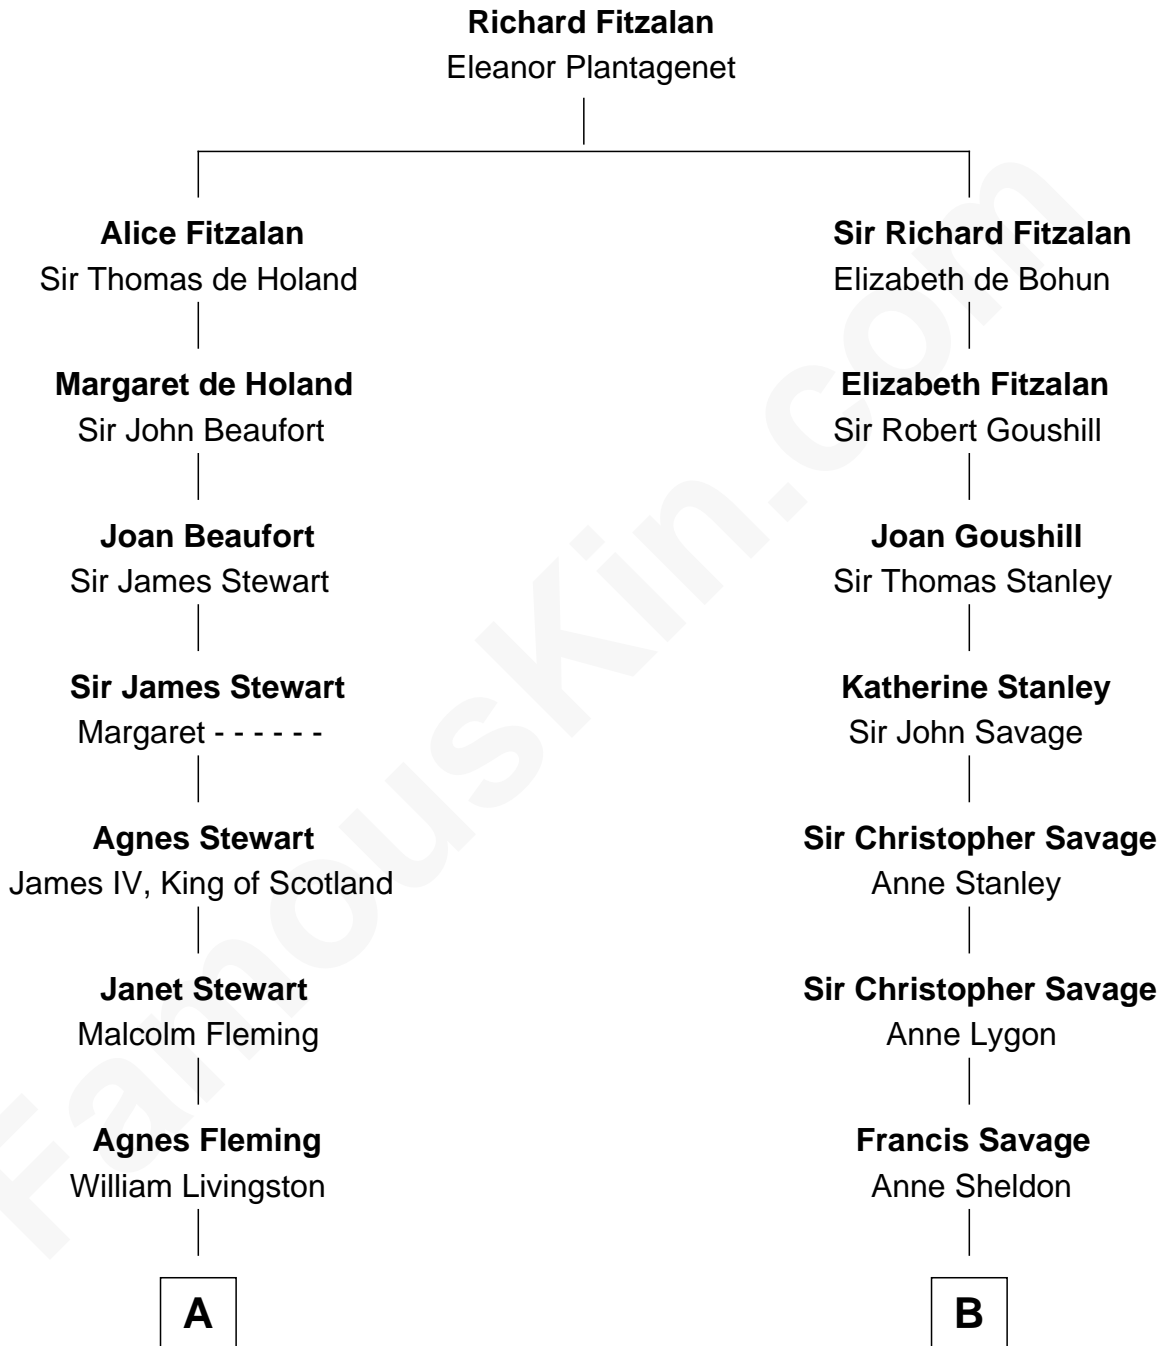 Richard Fitzalan
Eleanor Plantagenet
Alice Fitzalan
Sir Thomas de Holand
Margaret de Holand
Sir John Beaufort
Joan Beaufort
Sir James Stewart
Sir James Stewart
Margaret - - - - - -
Agnes Stewart
James IV, King of Scotland
Janet Stewart
Malcolm Fleming
Agnes Fleming
William Livingston
A
Sir Richard Fitzalan
Elizabeth de Bohun
Elizabeth Fitzalan
Sir Robert Goushill
Joan Goushill
Sir Thomas Stanley
Katherine Stanley
Sir John Savage
Sir Christopher Savage
Anne Stanley
Sir Christopher Savage
Anne Lygon
Francis Savage
Anne Sheldon
B
FamousKin.com